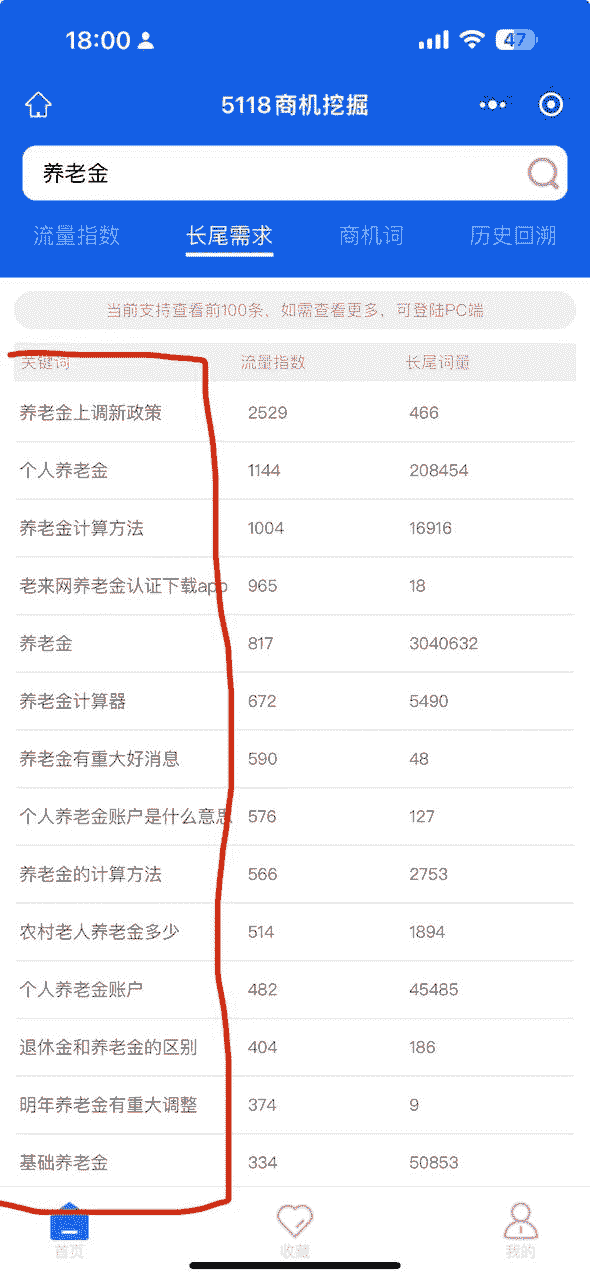 18:00
47
5118商机挖掘
养老金
流量指数 长尾需求 商机词 历史回溯
当前支持查看前100条、如需查看更多、可登陆PC端
关键词 流量指数 长尾词量
养老金上调新政策 2529 466
个人养老金 1144 208454
养老金计算方法 1004 16916
老来网养老金认证下载app 965 18
养老金 817 3040632
养老金计算器 672 5490
养老金有重大好消息 590 48
个人养老金账户是什么意思 576 127
养老金的计算方法 566 2753
农村老人养老金多少 514 1894
个人养老金账户 482 45485
退休金和养老金的区别 404 186
明年养老金有重大调整 374 9
基础养老金 334 50853
首页 收藏 我的